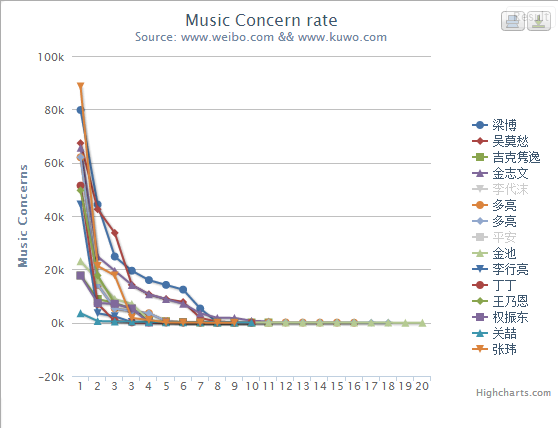 Music Concern rate
Source: www.weibo.com && www.kuwo.com
Music Concerns
100k
80k
60k
40k
20k
0k
-20k
1 2 3 3 4 5 6 7 8 9 10 11 12 13 14 15 16 17 18 19 20
梁博
吴莫愁
吉克隽逸
金志文
李代沫
多亮
多亮
平安
金池
李行亮
丁丁
王乃恩
权振东
关喆
张玮
Highcharts.com